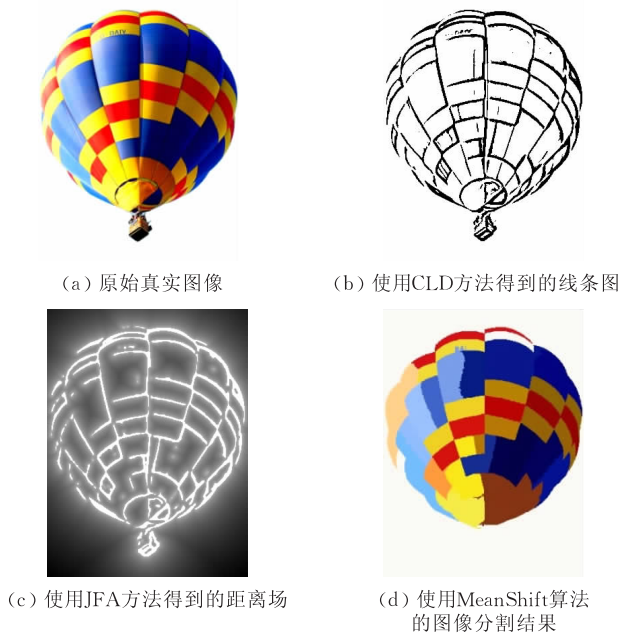 (a)原始真实图像
(b)使用CLD方法得到的线条图
(c)使用JFA方法得到的距离场
(d)使用MeanShift算法
的图像分割结果